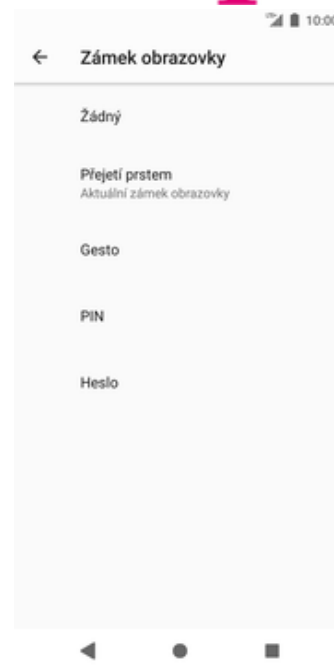 10:00
Zámek obrazovky
Žádný
Přejetí prstem
Aktuální zámek obrazovky
Gesto
PIN
Heslo